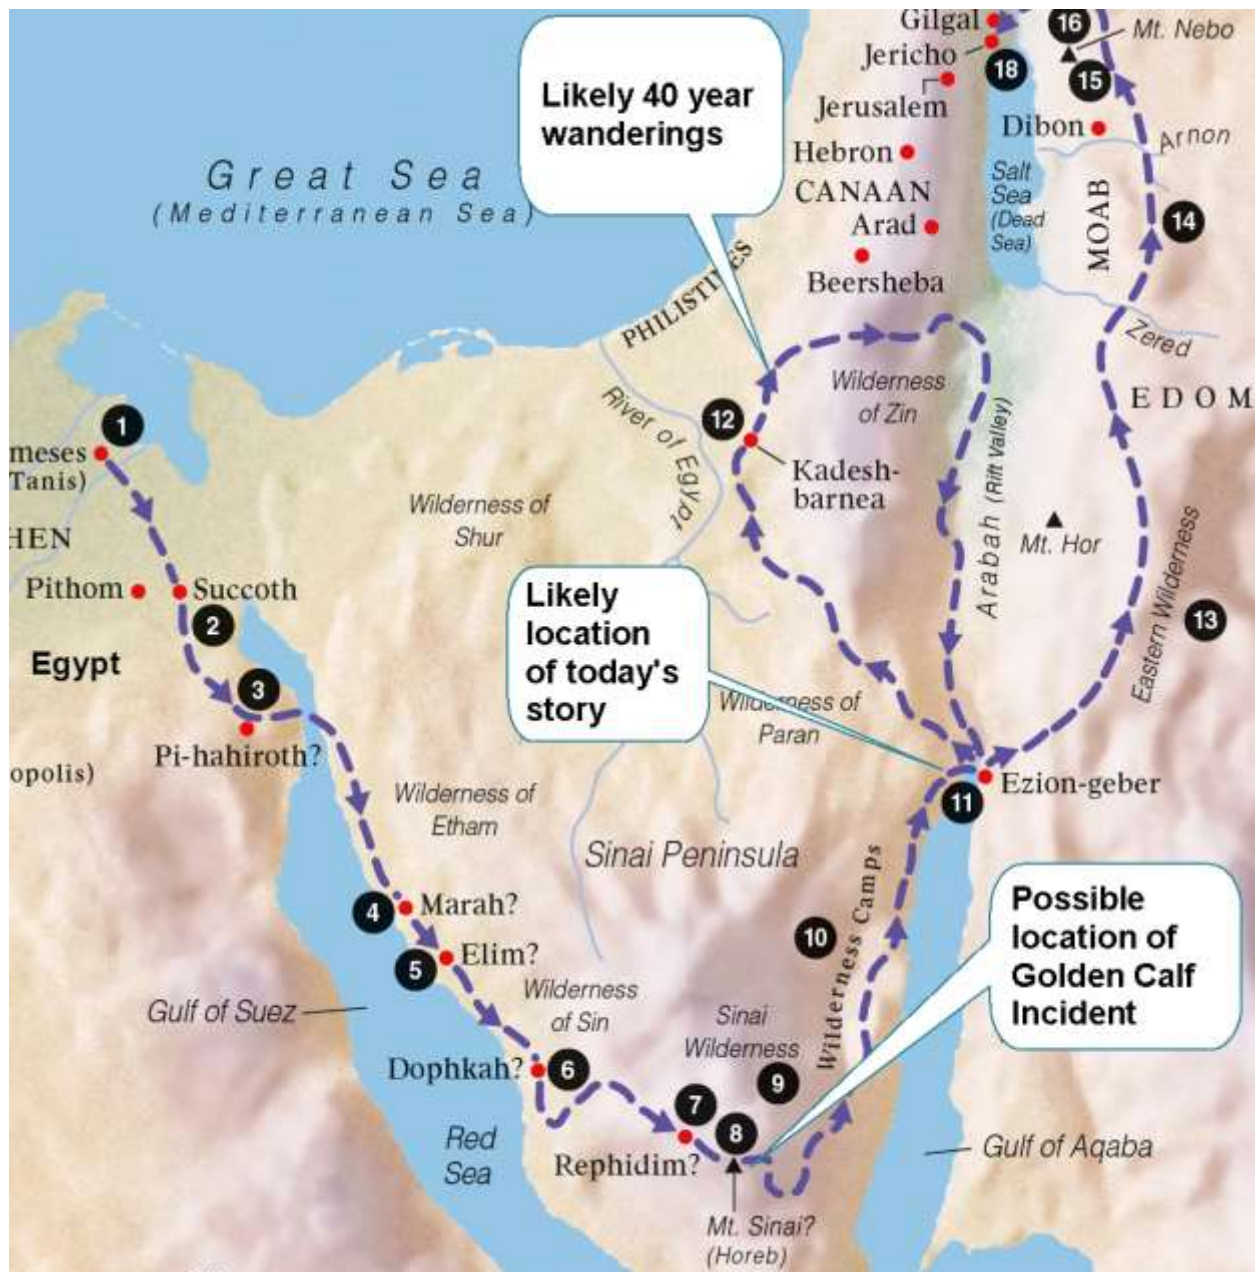 Gilgal
16
Mt. Nebo
Jericho
18
15
Likely 40 year
wanderings
Jerusalem
Dibon
Arnon
Great Sea
(Mediterranean Sea)
Hebron
CANAAN
Salt
Sea
(Dead
Sea)
MOAB
14
Arad
Beersheba
PHILISTINES
Zered
EDOM
Wilderness
of Zin
River of Egypt
12
Kadesh-
barnea
Arabah (Rift Valley)
1
meses
Tanis)
HEN
Wilderness of
Shur
Mt. Hor
Eastern Wilderness
13
Pithom
Succoth
2
Egypt
3
Pi-hahiroth?
opolis)
Likely
location
of today's
story
Wilderness of
Paran
11
Ezion-geber
Wilderness of
Etham
Sinai Peninsula
Wilderness Camps
10
4
Marah?
5
Elim?
Possible
location of
Golden Calf
Incident
Gulf of Suez
Wilderness
of Sin
Sinai
Wilderness
Dophkah?
6
9
7
8
Red
Sea
Rephidim?
Gulf of Aqaba
Mt. Sinai?
(Horeb)